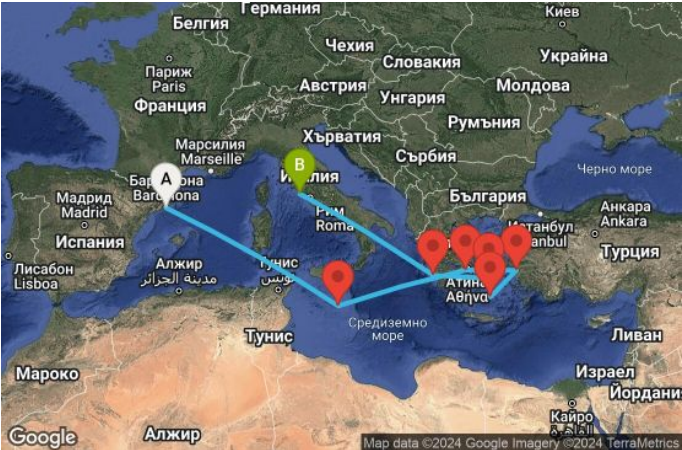 Германия
Киев
Белгия
Чехия
Украйна
Париж
Paris
Словакия
Австрия
Молдова
Унгария
Франция
Румъния
Хърватия
Марсилия
Marseille
Сърбия
B
Черно море
A
Barcelona
Мадрид
Madrid
България
Анкара
Ankara
Рим
Roma
Испания
Турция
Лисабон
Lisboa
Алжир
مدينة الجزائر
Тунис
تونس
Атина
Αθήνα
Средиземно
море
Тунис
Ливан
Мароко
Израел
Йордания
Кайро
القاهرة
Алжир
Google
Map data ©2024 Google Imagery ©2024 TerraMetrics